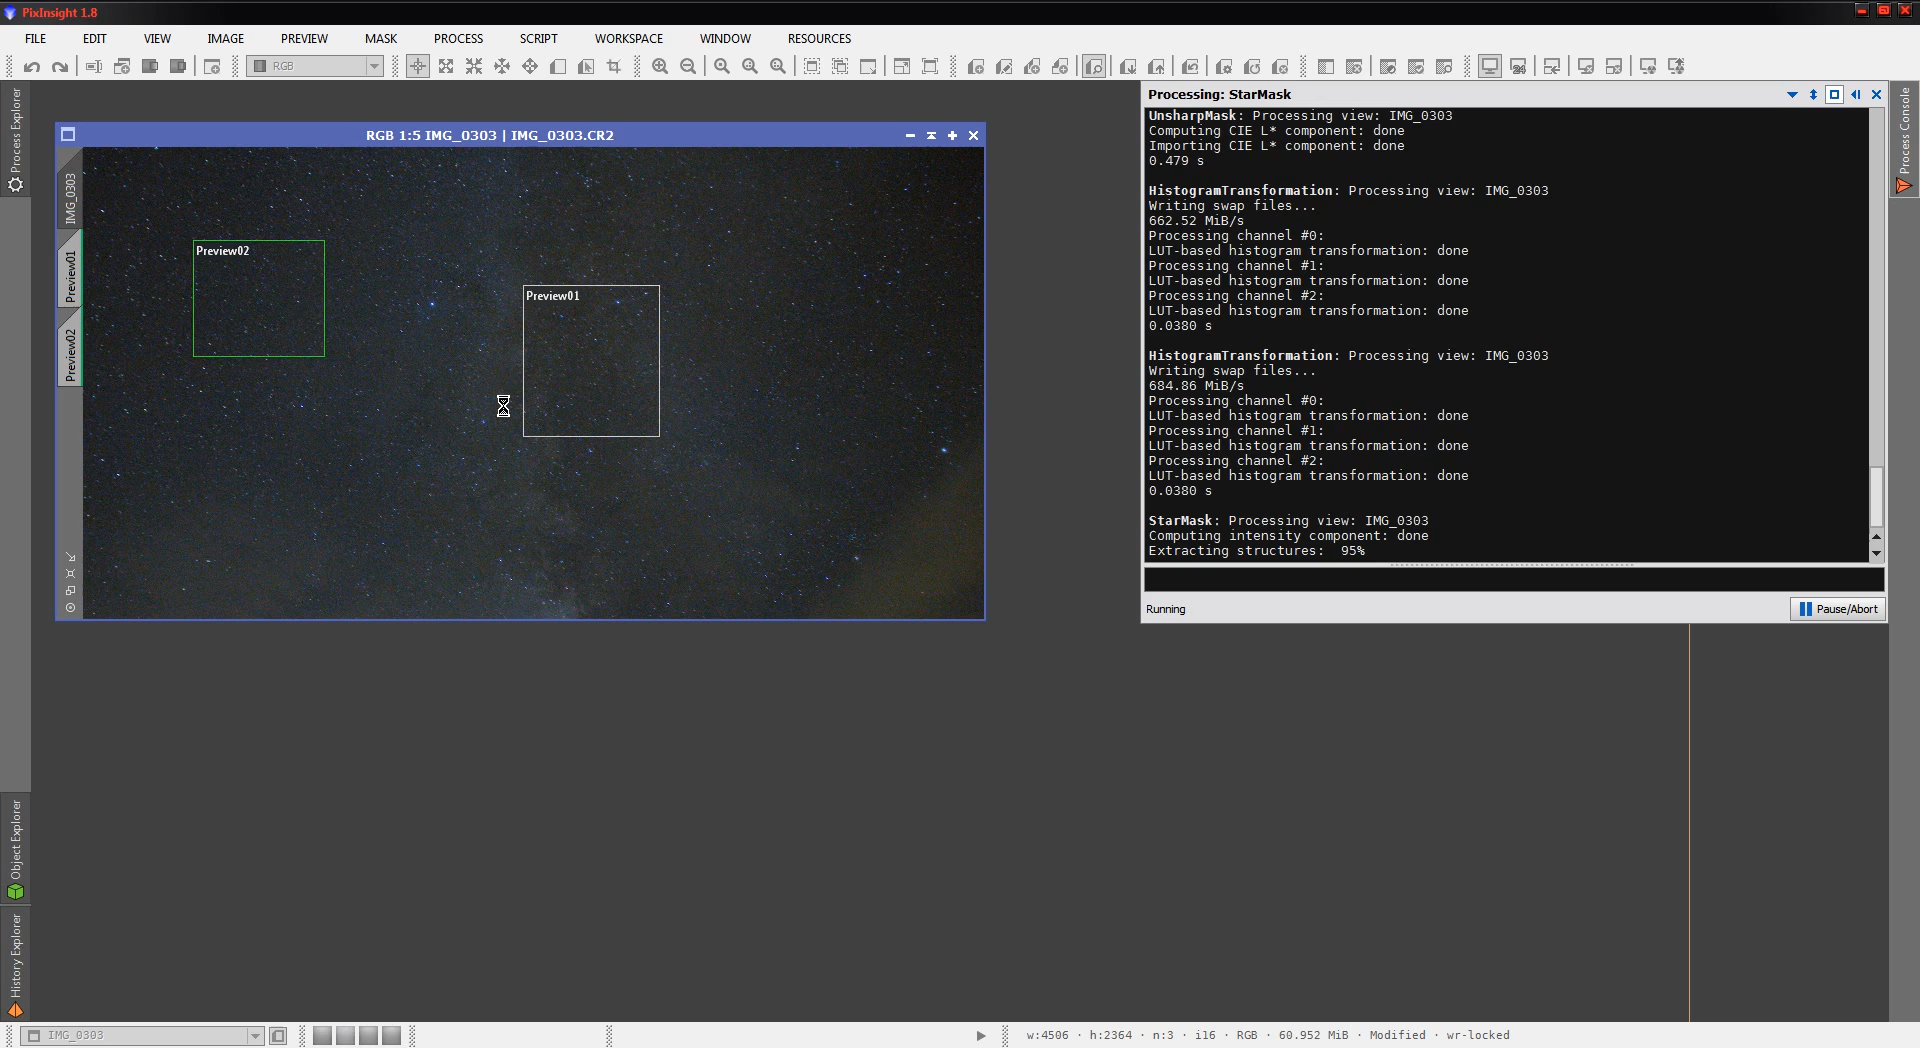 PixInsight 1.8
FILE EDIT VIEW IMAGE PREVIEW MASK PROCESS SCRIPT WORKSPACE WINDOW RESOURCES
RGB
Process Explorer
RGB 1:5 IMG_0303 | IMG_0303.CR2
IMG_0303
Preview01
Preview02
Preview02
Preview01
Processing: StarMask
UnsharpMask: Processing view: IMG_0303
Computing CIE L* component: done
Importing CIE L* component: done
0.479 s
HistogramTransformation: Processing view: IMG_0303
Writing swap files...
662.52 MiB/s
Processing channel #0:
LUT-based histogram transformation: done
Processing channel #1:
LUT-based histogram transformation: done
Processing channel #2:
LUT-based histogram transformation: done
0.0380 s
HistogramTransformation: Processing view: IMG_0303
Writing swap files...
684.86 MiB/s
Processing channel #0:
LUT-based histogram transformation: done
Processing channel #1:
LUT-based histogram transformation: done
Processing channel #2:
LUT-based histogram transformation: done
0.0380 s
StarMask: Processing view: IMG_0303
Computing intensity component: done
Extracting structures: 95%
Running
Pause/Abort
Process Console
Object Explorer
History Explorer
IMG_0303
w:4506 · h:2364 · n:3 · i16 · RGB · 60.952 MiB · Modified · wr-locked